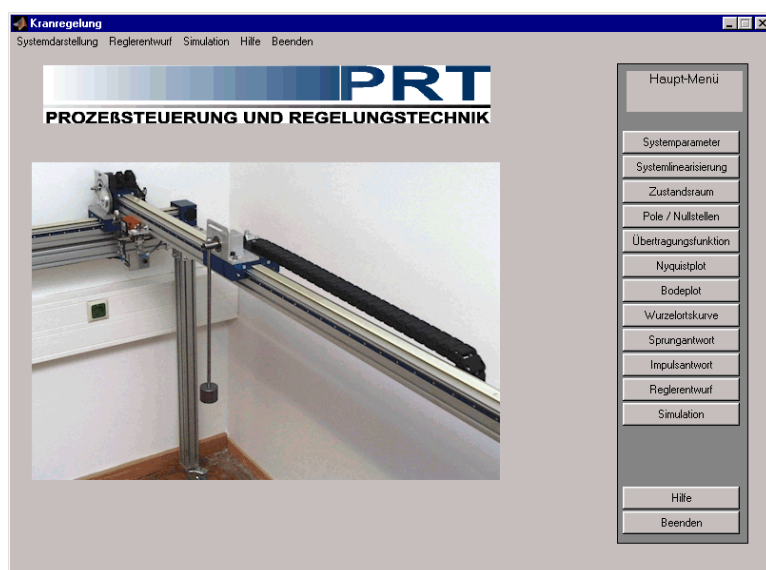 Kranregelung
Systemdarstellung Reglerentwurf Simulation Hilfe Beenden
PRT
PROZEßSTEUERUNG UND REGELUNGSTECHNIK
Haupt-Menü
Systemparameter
Systemlinearisierung
Zustandsraum
Pole / Nullstellen
Übertragungsfunktion
Nyquistplot
Bodeplot
Wurzelortskurve
Sprungantwort
Impulsantwort
Reglerentwurf
Simulation
Hilfe
Beenden